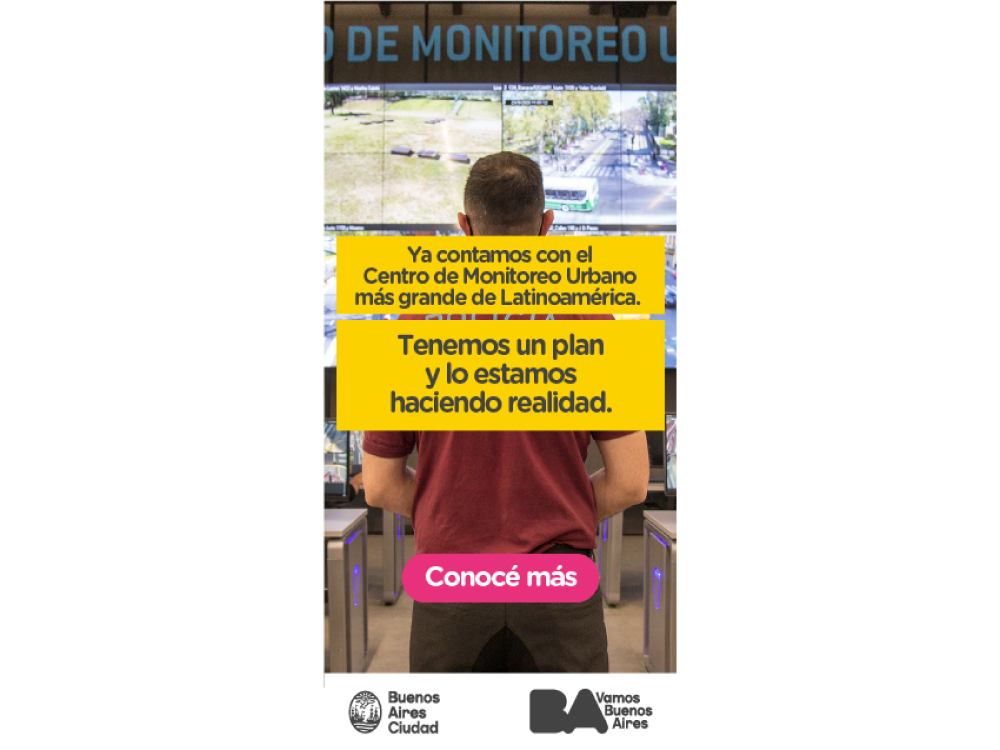 DE MONITOREO U
Ya contamos con el
Centro de Monitoreo Urbano
más grande de Latinoamérica.
Tenemos un plan
y lo estamos
haciendo realidad.
Conocé más
Buenos
Aires
Ciudad
BA
Vamos
Buenos
Aires